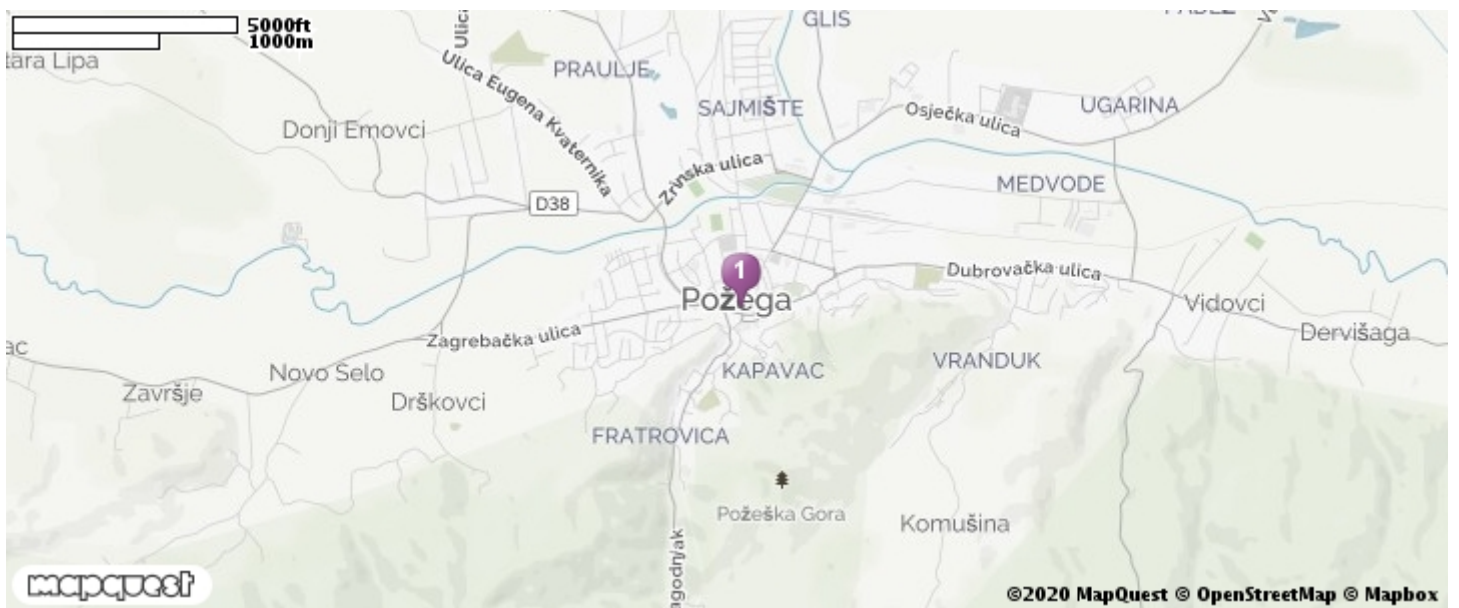 5000ft
1000m
GLIS
tara Lipa
Ulica
PRAULJE
Ulica Eugena Kvaternika
SAJMIŠTE
Osječka ulica
UGARINA
Donji Emovci
Zrinska ulica
MEDVODE
D38
1
Dubrovačka ulica
Požega
Vidovci
Zagrebačka ulica
Dervišaga
ac
Novo Selo
KAPAVAC
VRANDUK
Završje
Drškovci
FRATROVICA
Požeška Gora
Komušina
agodnjak
mapquest
©2020 MapQuest © OpenStreetMap © Mapbox